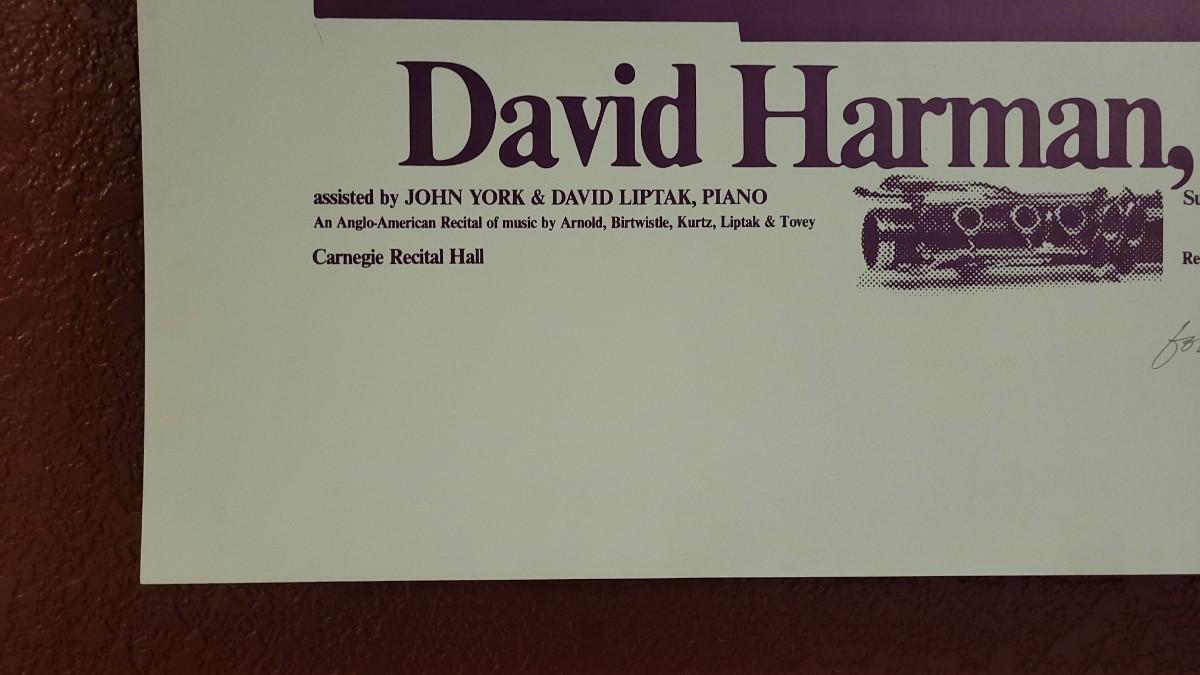 David Harman,
assisted by JOHN YORK & DAVID LIPTAK, PIANO
An Anglo-American Recital of music by Arnold, Birtwistle, Kurtz, Liptak & Tovey
Carnegie Recital Hall